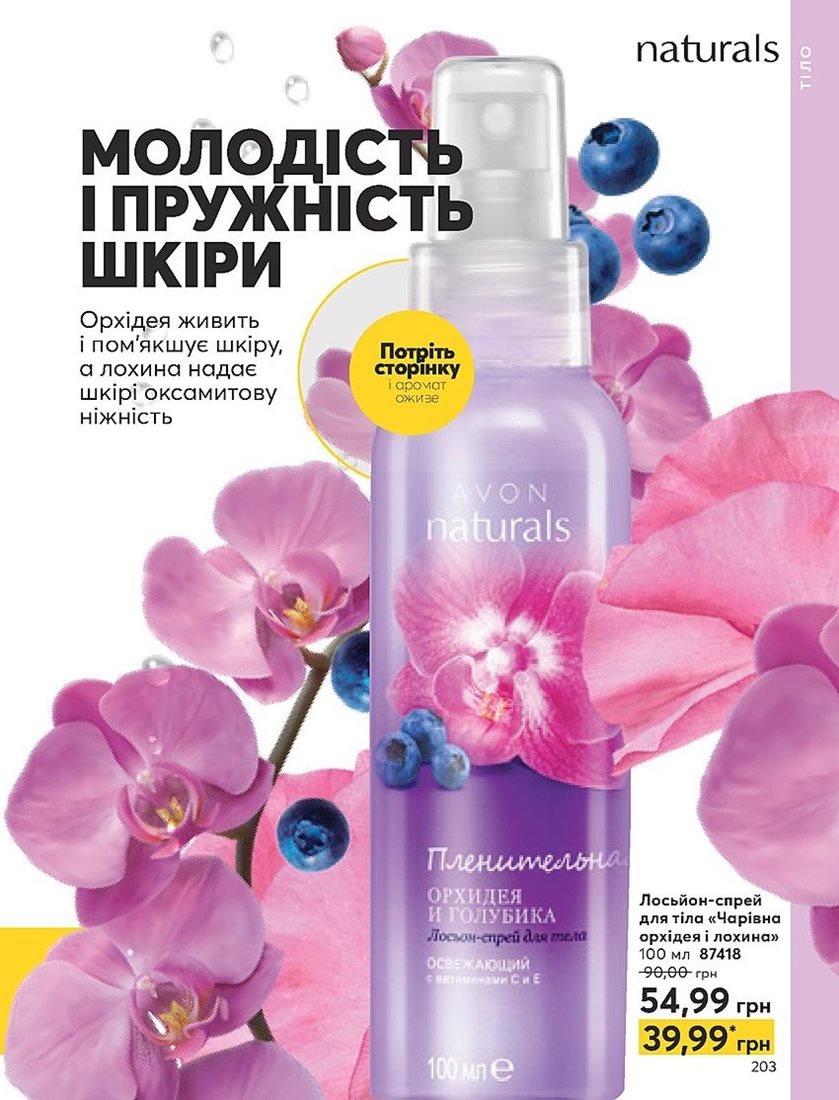 naturals
ТІЛО
МОЛОДІСТЬ
І ПРУЖНІСТЬ
ШКІРИ
Орхідея живить
і пом’якшує шкіру,
а лохина надає
шкірі оксамитову
ніжність
Потріть
сторінку
і аромат
оживе
AVON
naturals
Пленительна
ОРХИДЕЯ
И ГОЛУБИКА
Лосьон-спрей для тела
ОСВЕЖАЮЩИЙ
с витаминами С и Е
100 мл e
Лосьйон-спрей
для тіла «Чарівна
орхідея і лохина»
100 мл 87418
90,00 грн
54,99 грн
39,99* грн
203